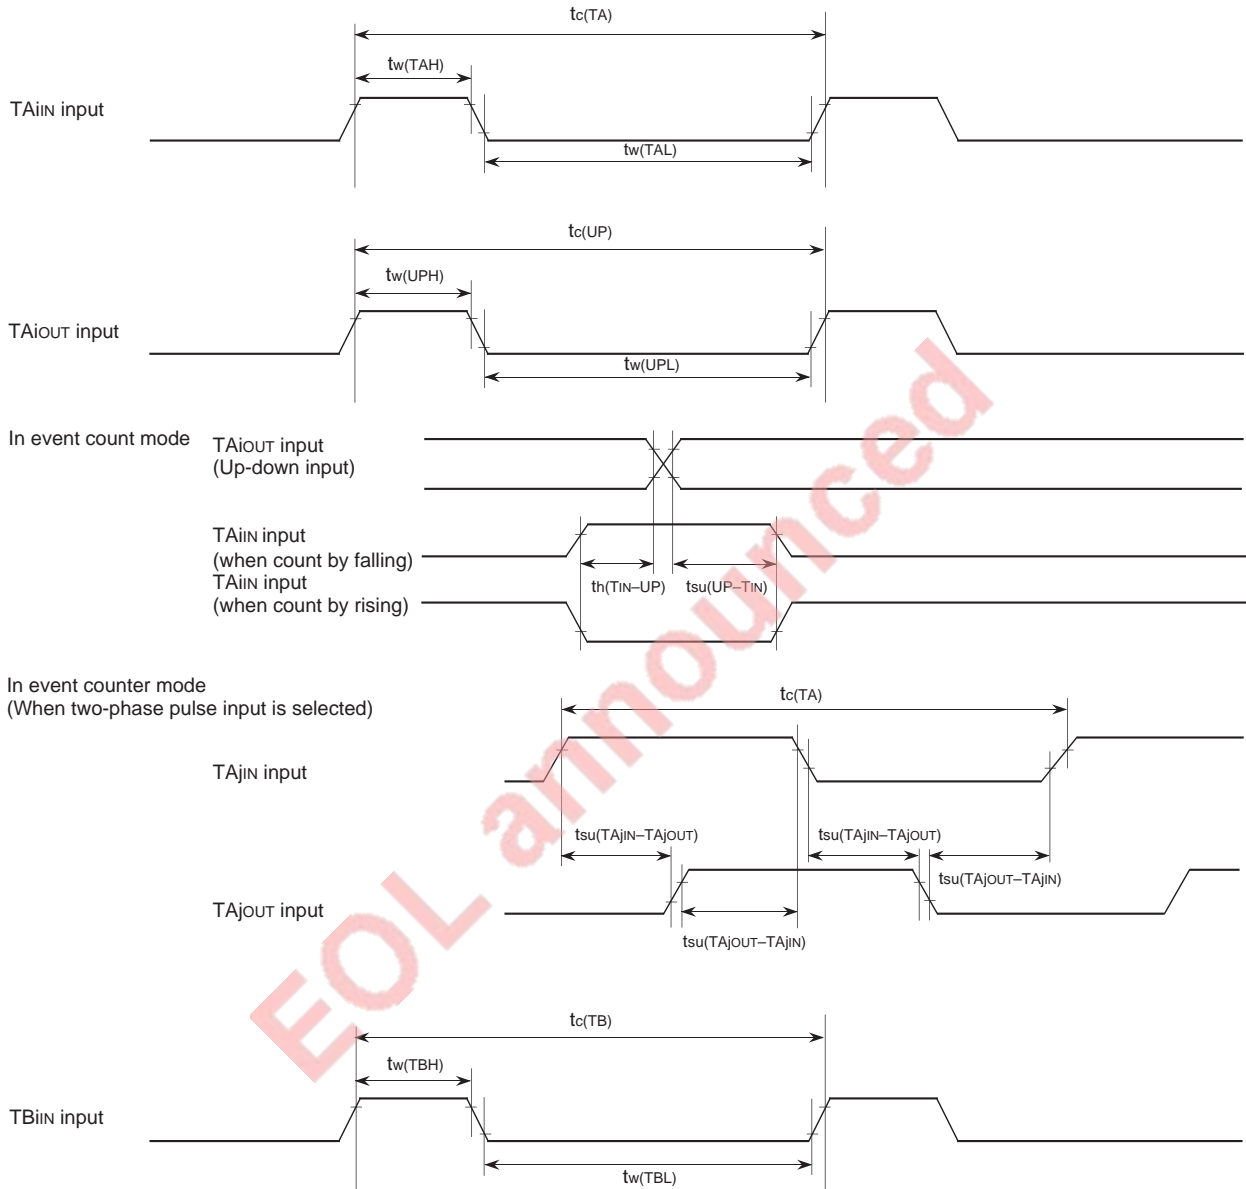 tc(TA)
tw(TAH)
TAiIN input
tw(TAL)
tc(UP)
tw(UPH)
TAiOUT input
tw(UPL)
In event count mode
TAiOUT input
(Up-down input)
TAiIN input
(when count by falling)
TAiIN input
(when count by rising)
th(TIN–UP)
tsu(UP–TIN)
In event counter mode
(When two-phase pulse input is selected)
tc(TA)
TAjIN input
tsu(TAjIN–TAjOUT)
tsu(TAjIN–TAjOUT)
tsu(TAjOUT–TAjIN)
TAjOUT input
tsu(TAjOUT–TAjIN)
tc(TB)
tw(TBH)
TBiIN input
tw(TBL)
EOL announced